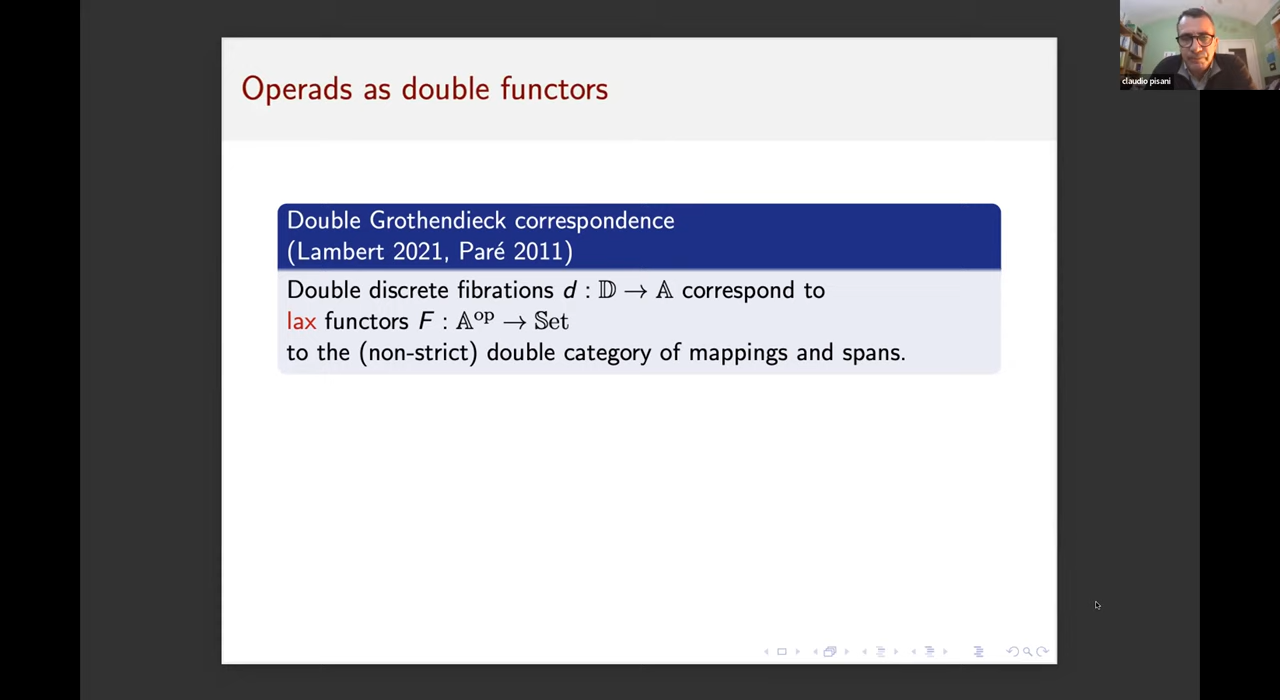 Operads as double functors
claudio pisani
Double Grothendieck correspondence
(Lambert 2021, Paré 2011)
Double discrete fibrations d : 𝔻 → 𝔸 correspond to
lax functors F : 𝔸ᵒᵖ → 𝕊et
to the (non-strict) double category of mappings and spans.